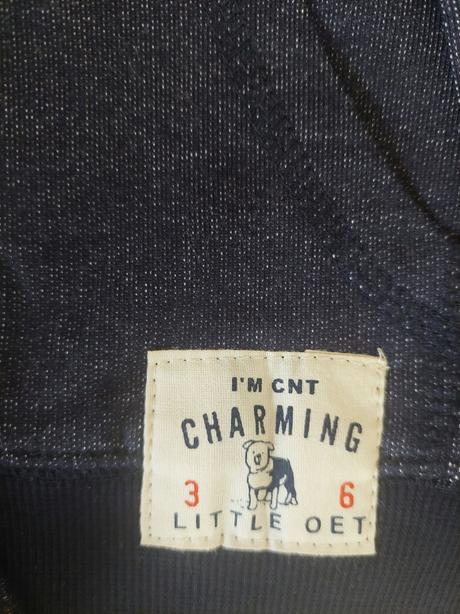 I'M CNT
CHARMING
3 6
LITTLE OET